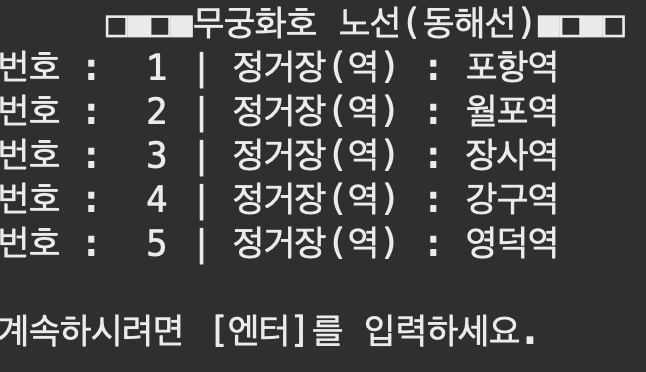 □■□■무궁화호 노선(동해선)■□■□
번호 :  1 | 정거장(역) : 포항역
번호 :  2 | 정거장(역) : 월포역
번호 :  3 | 정거장(역) : 장사역
번호 :  4 | 정거장(역) : 강구역
번호 :  5 | 정거장(역) : 영덕역
계속하시려면 [엔터]를 입력하세요.